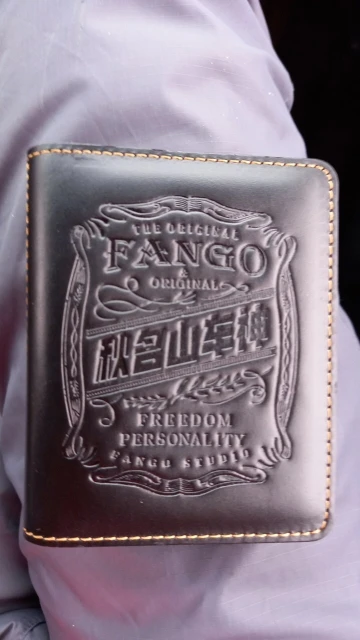 THE ORIGINAL
FANGO
&
ORIGINAL
秋名山车神
FREEDOM
PERSONALITY
FANGO STUDIO